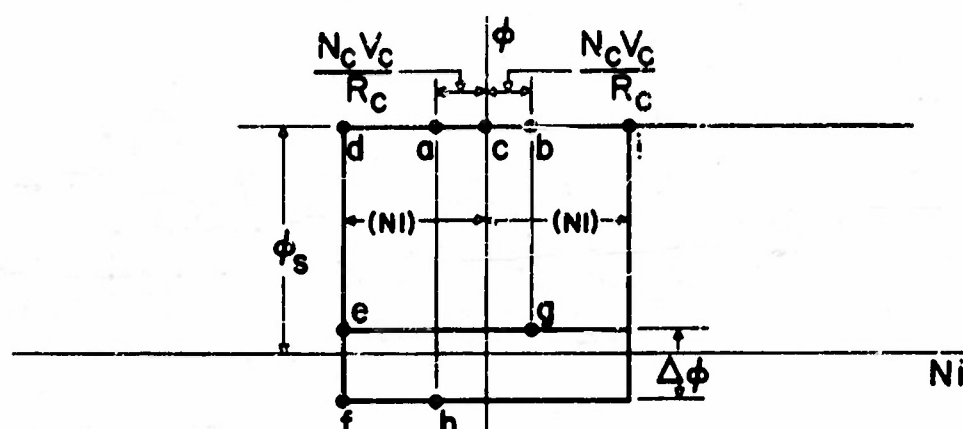 ϕ
N_cV_c
R_c
N_cV_c
R_c
d a c b i
(NI) (NI)
ϕ_s
e g
Δϕ
Ni
f h